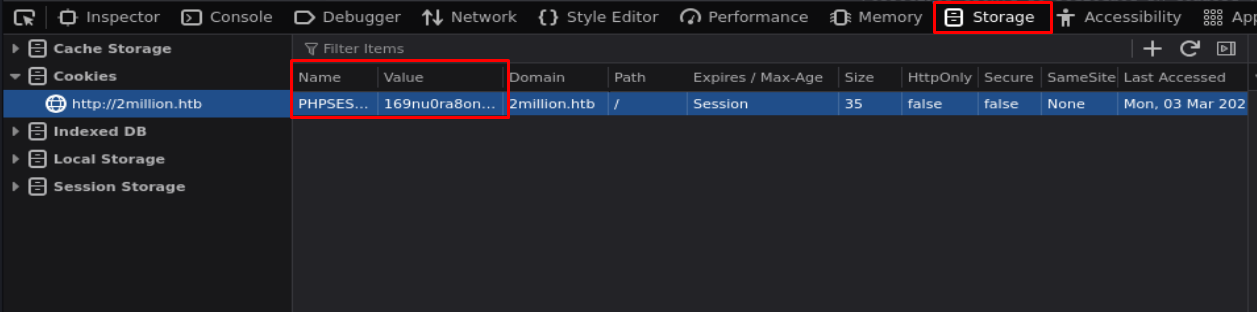 Inspector Console Debugger Network {} Style Editor Performance Memory Storage Accessibility App
Cache Storage Filter Items
Cookies Name Value Domain Path Expires / Max-Age Size HttpOnly Secure SameSite Last Accessed
http://2million.htb PHPSES... 169nu0ra8on... 2million.htb / Session 35 false false None Mon, 03 Mar 202
Indexed DB
Local Storage
Session Storage